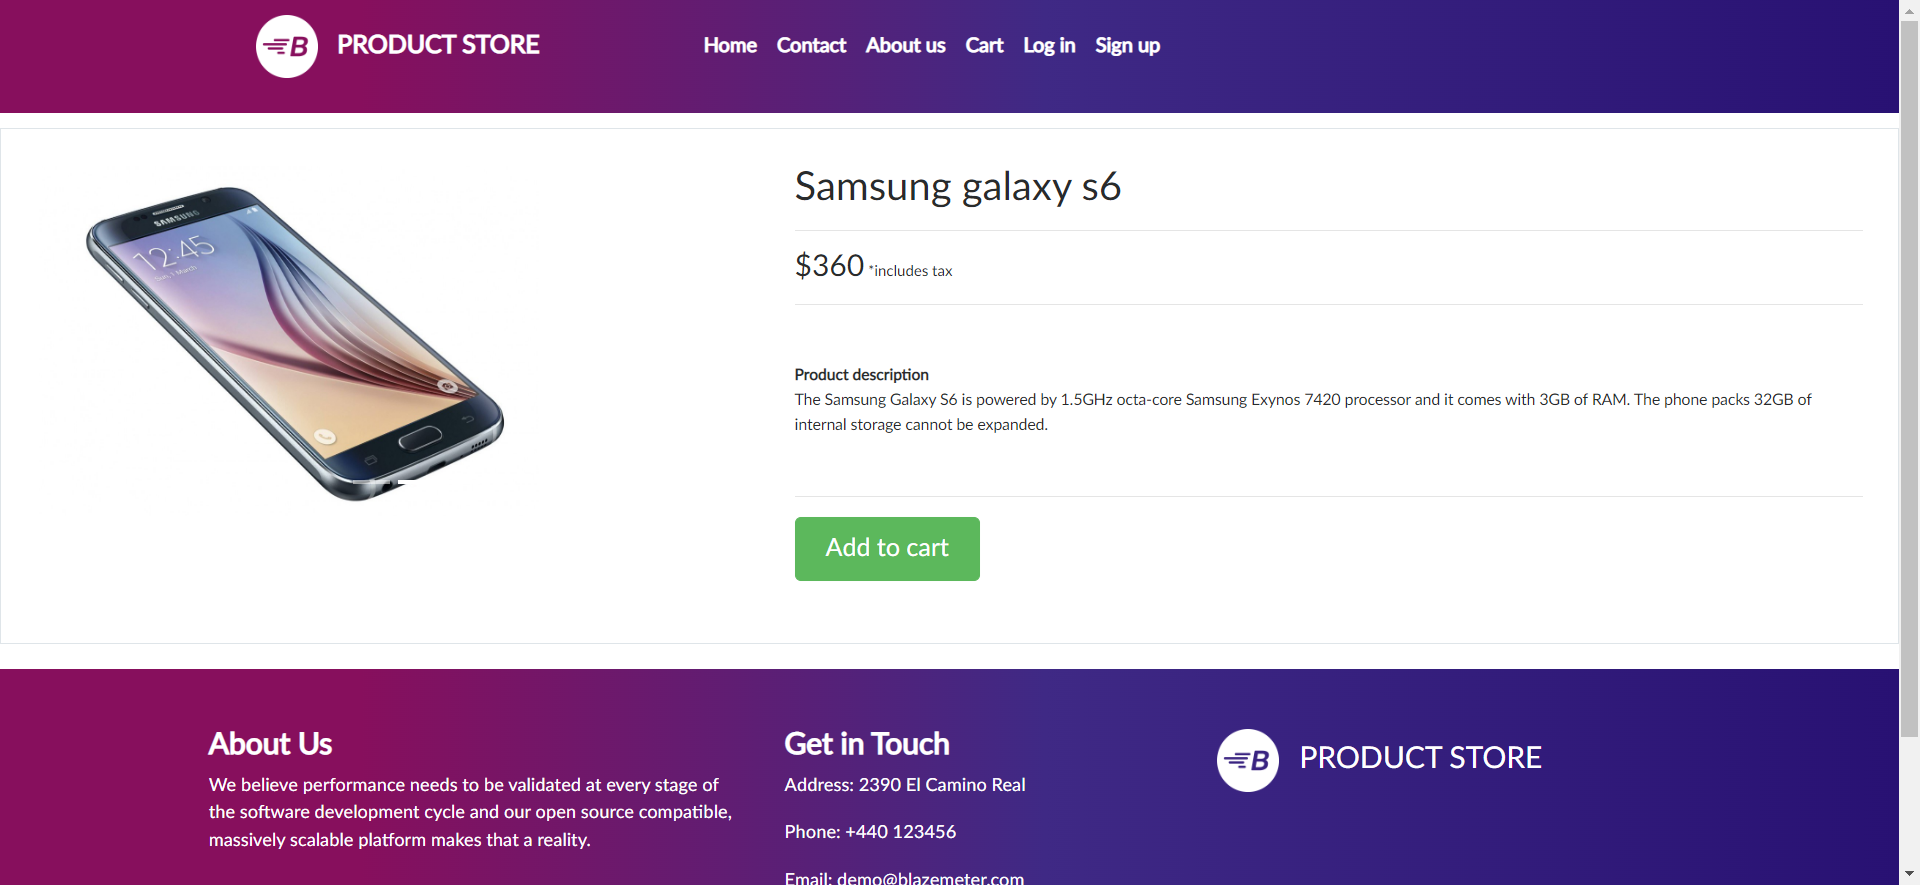 B PRODUCT STORE Home Contact About us Cart Log in Sign up
SAMSUNG
12:45
Sun, 1 March
Samsung galaxy s6
$360 *includes tax
Product description
The Samsung Galaxy S6 is powered by 1.5GHz octa-core Samsung Exynos 7420 processor and it comes with 3GB of RAM. The phone packs 32GB of
internal storage cannot be expanded.
Add to cart
About Us
We believe performance needs to be validated at every stage of
the software development cycle and our open source compatible,
massively scalable platform makes that a reality.
Get in Touch
Address: 2390 El Camino Real
Phone: +440 123456
Email: demo@blazemeter.com
B PRODUCT STORE